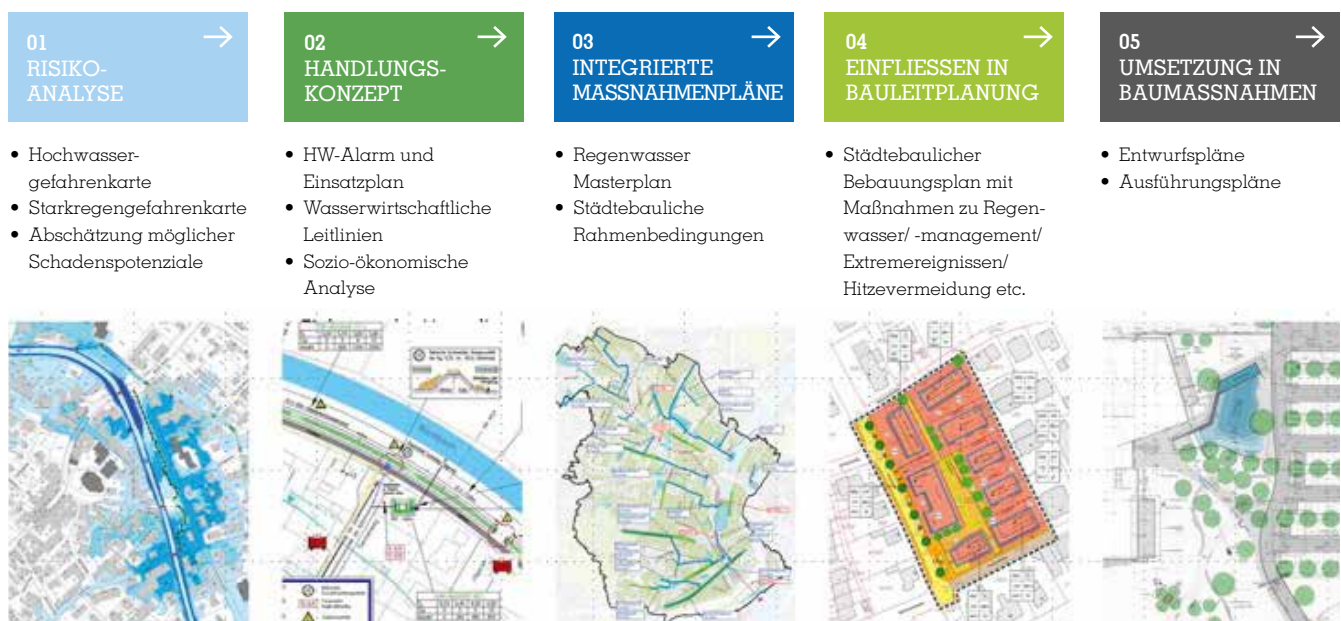 01
RISIKO-
ANALYSE
• Hochwasser-
gefahrenkarte
• Starkregengefahrenkarte
• Abschätzung möglicher
Schadenspotenziale
02
HANDLUNGS-
KONZEPT
• HW-Alarm und
Einsatzplan
• Wasserwirtschaftliche
Leitlinien
• Sozio-ökonomische
Analyse
03
INTEGRIERTE
MASSNAHMENPLÄNE
• Regenwasser
Masterplan
• Städtebauliche
Rahmenbedingungen
04
EINFLIESSEN IN
BAULEITPLANUNG
• Städtebaulicher
Bebauungsplan mit
Maßnahmen zu Regen-
wasser/ -management/
Extremereignissen/
Hitzevermeidung etc.
05
UMSETZUNG IN
BAUMASSNAHMEN
• Entwurfspläne
• Ausführungspläne